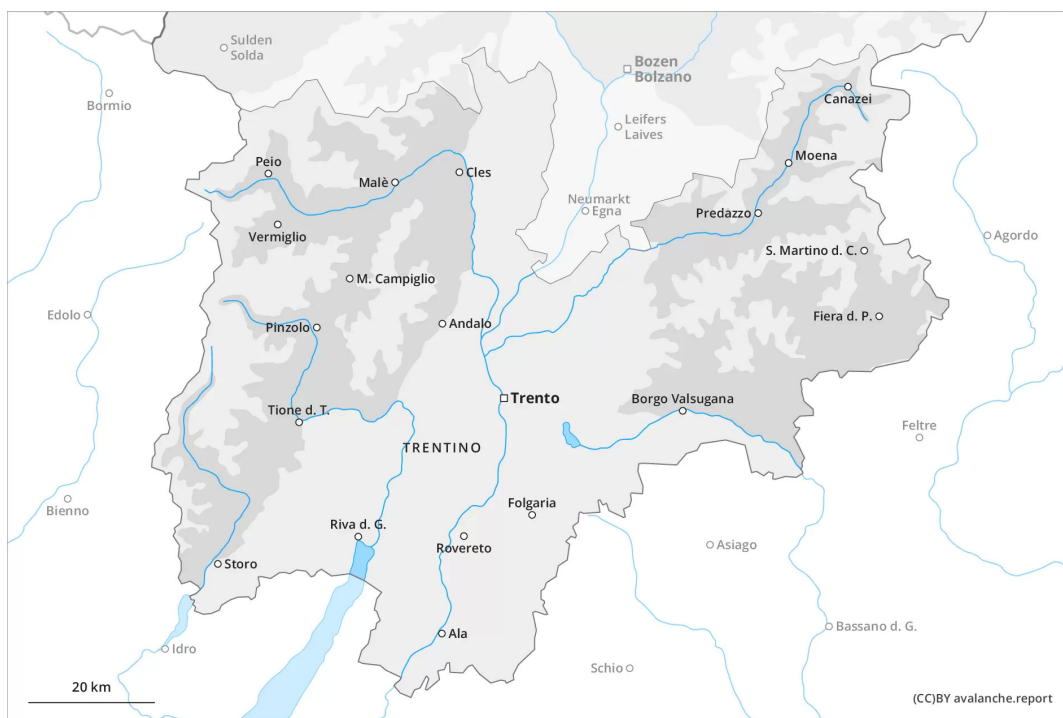 Sulden
Solda
Bozen
Bolzano
Bormio
Canazei
Leifers
Laives
Moena
Peio
Malè
Cles
Neumarkt
Egna
Predazzo
Vermiglio
S. Martino d. C.
Agordo
M. Campiglio
Edolo
Pinzolo
Andalo
Fiera d. P.
Trento
Borgo Valsugana
Tione d. T.
Feltre
TRENTINO
Bienno
Folgaria
Riva d. G.
Rovereto
Asiago
Storo
Ala
Bassano d. G.
Idro
Schio
20 km
(CC)BY avalanche.report